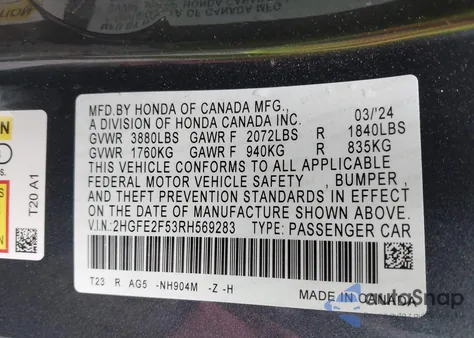 MFD.BY HONDA OF CANADA MFG.,
A DIVISION OF HONDA CANADA INC. 03/'24
GVWR 3880LBS GAWR F 2072LBS R 1840LBS
GVWR 1760KG GAWR F 940KG R 835KG
THIS VEHICLE CONFORMS TO ALL APPLICABLE
FEDERAL MOTOR VEHICLE SAFETY , BUMPER ,
AND THEFT PREVENTION STANDARDS IN EFFECT
ON THE DATE OF MANUFACTURE SHOWN ABOVE.
V.I.N.:2HGFE2F53RH569283 TYPE: PASSENGER CAR
T23 R AG5 -NH904M -Z -H
MADE IN CANADA
T20 A1
AutoSnap